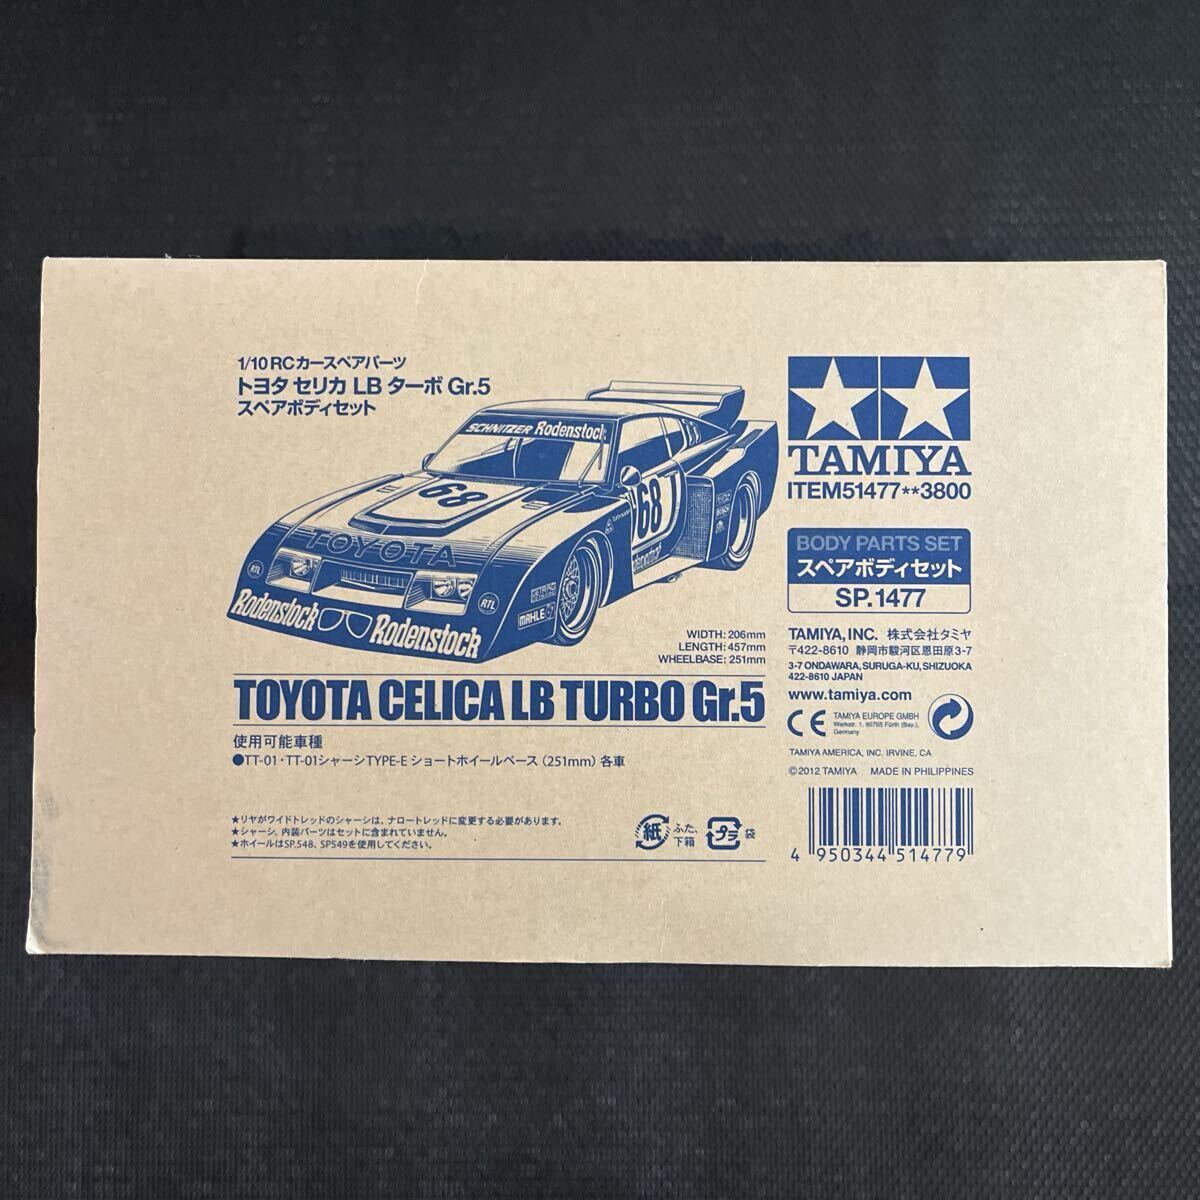 1/10 RCカースペアパーツ
トヨタ セリカ LB ターボ Gr.5
スペアボディセット
SCHNITZER Rodenstock
68
68
TOYOTA
RTL
RTL
Rodenstock
Rodenstock
MAHLE
WIDTH: 206mm
LENGTH: 457mm
WHEELBASE: 251mm
TOYOTA CELICA LB TURBO Gr.5
使用可能車種
●TT-01・TT-01シャーシTYPE-E ショートホイールベース（251mm）各車
★リヤがワイドトレッドのシャーシは、ナロートレッドに変更する必要があります。
★シャーシ、内装パーツはセットに含まれていません。
★ホイールはSP.548、SP549を使用してください。
紙
ふた、
下箱
プラ
袋
TAMIYA
ITEM51477**3800
BODY PARTS SET
スペアボディセット
SP.1477
TAMIYA, INC. 株式会社タミヤ
〒422-8610 静岡市駿河区恩田原3-7
3-7 ONDAWARA, SURUGA-KU, SHIZUOKA
422-8610 JAPAN
www.tamiya.com
CE
TAMIYA EUROPE GMBH
Werkstr. 1, 90765 Fürth (Bay.),
Germany
TAMIYA AMERICA, INC. IRVINE, CA
©2012 TAMIYA MADE IN PHILIPPINES
4 950344 514779